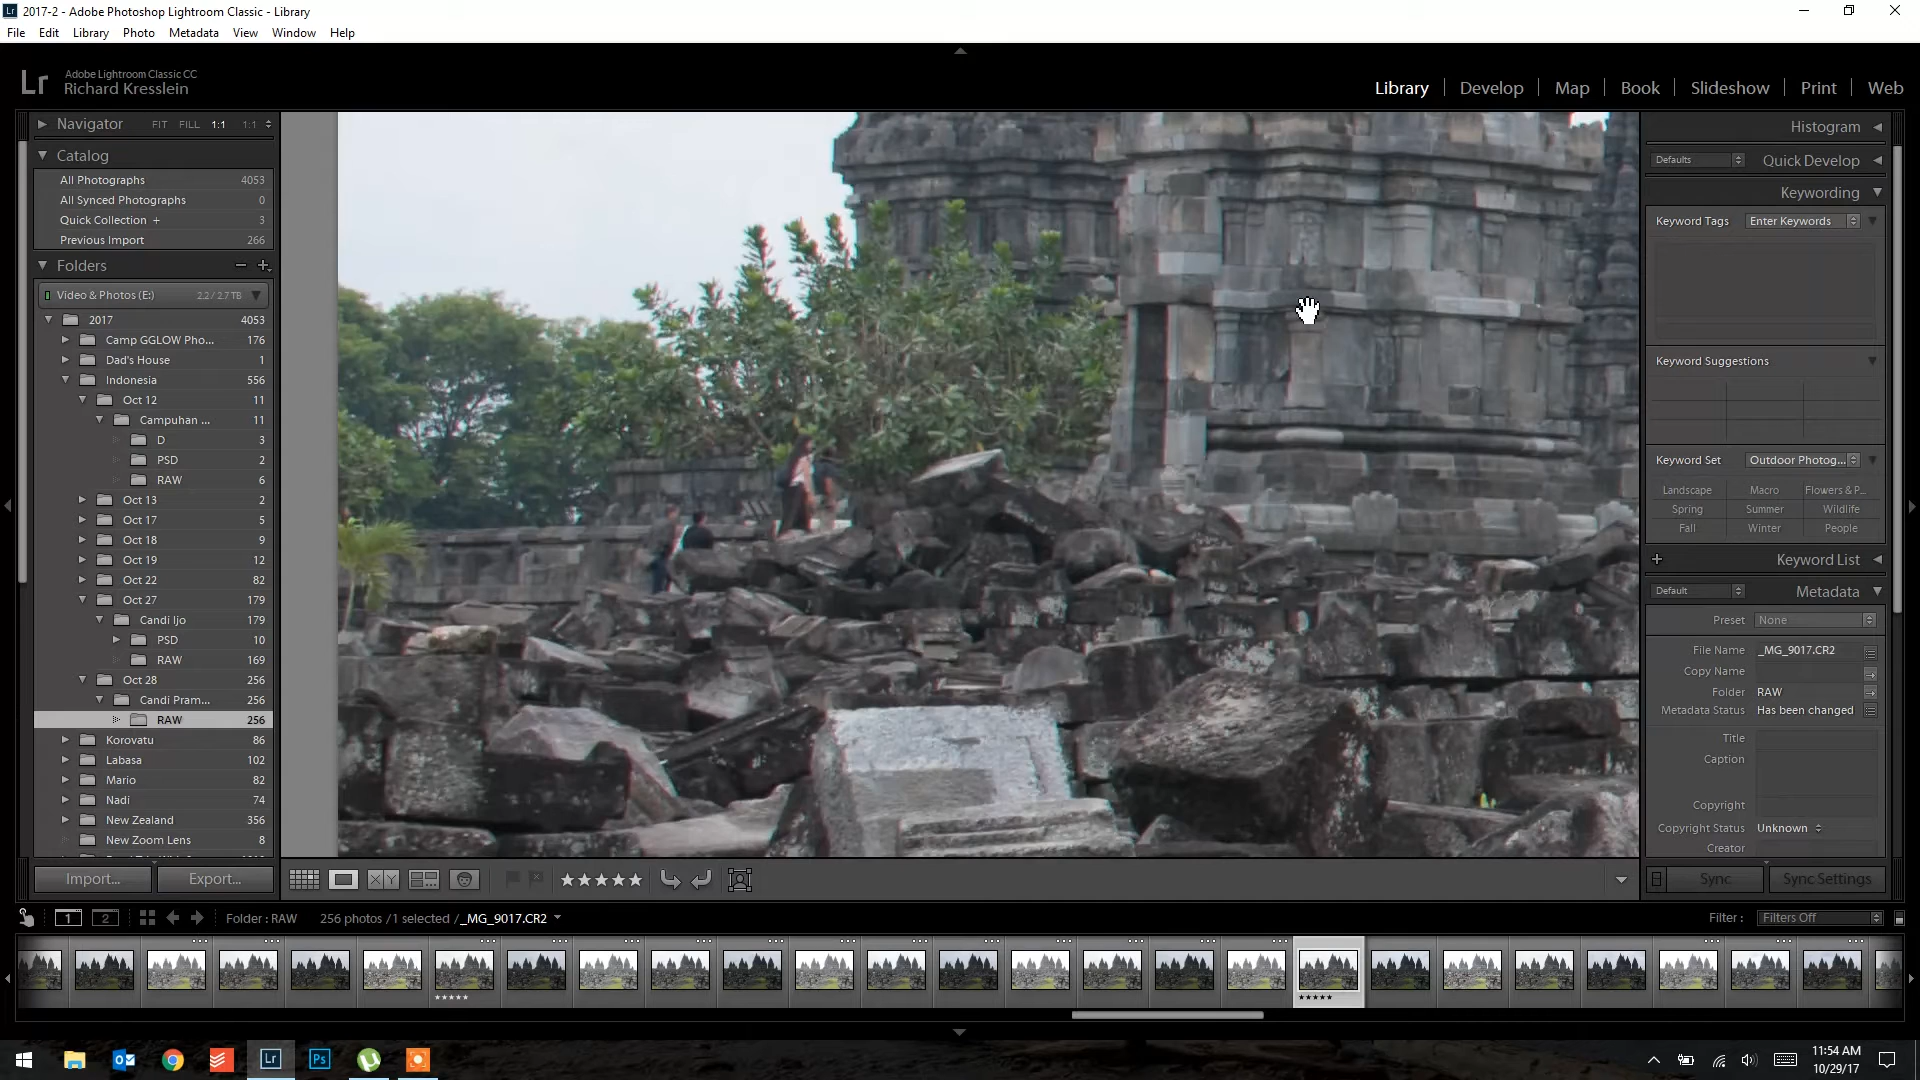 2017-2 - Adobe Photoshop Lightroom Classic - Library
File Edit Library Photo Metadata View Window Help
Lr Adobe Lightroom Classic CC
Richard Kresslein
Library Develop Map Book Slideshow Print Web
Navigator FIT FILL 1:1 1:1
Catalog
All Photographs 4053
All Synced Photographs 0
Quick Collection + 3
Previous Import 266
Folders
Video & Photos (E:) 2.2 / 2.7 TB
2017 4053
Camp GGLOW Pho... 176
Dad's House 1
Indonesia 556
Oct 12 11
Campuhan ... 11
D 3
PSD 2
RAW 6
Oct 13 2
Oct 17 5
Oct 18 9
Oct 19 12
Oct 22 82
Oct 27 179
Candi Ijo 179
PSD 10
RAW 169
Oct 28 256
Candi Pram... 256
RAW 256
Korovatu 86
Labasa 102
Mario 82
Nadi 74
New Zealand 356
New Zoom Lens 8
Import... Export...
Histogram
Defaults Quick Develop
Keywording
Keyword Tags Enter Keywords
Keyword Suggestions
Keyword Set Outdoor Photog...
Landscape Macro Flowers & P...
Spring Summer Wildlife
Fall Winter People
Keyword List
Default Metadata
Preset None
File Name _MG_9017.CR2
Copy Name
Folder RAW
Metadata Status Has been changed
Title
Caption
Copyright
Copyright Status Unknown
Creator
Sync Sync Settings
XY
1 2 Folder : RAW 256 photos / 1 selected / _MG_9017.CR2 Filter : Filters Off
Lr Ps
11:54 AM
10/29/17